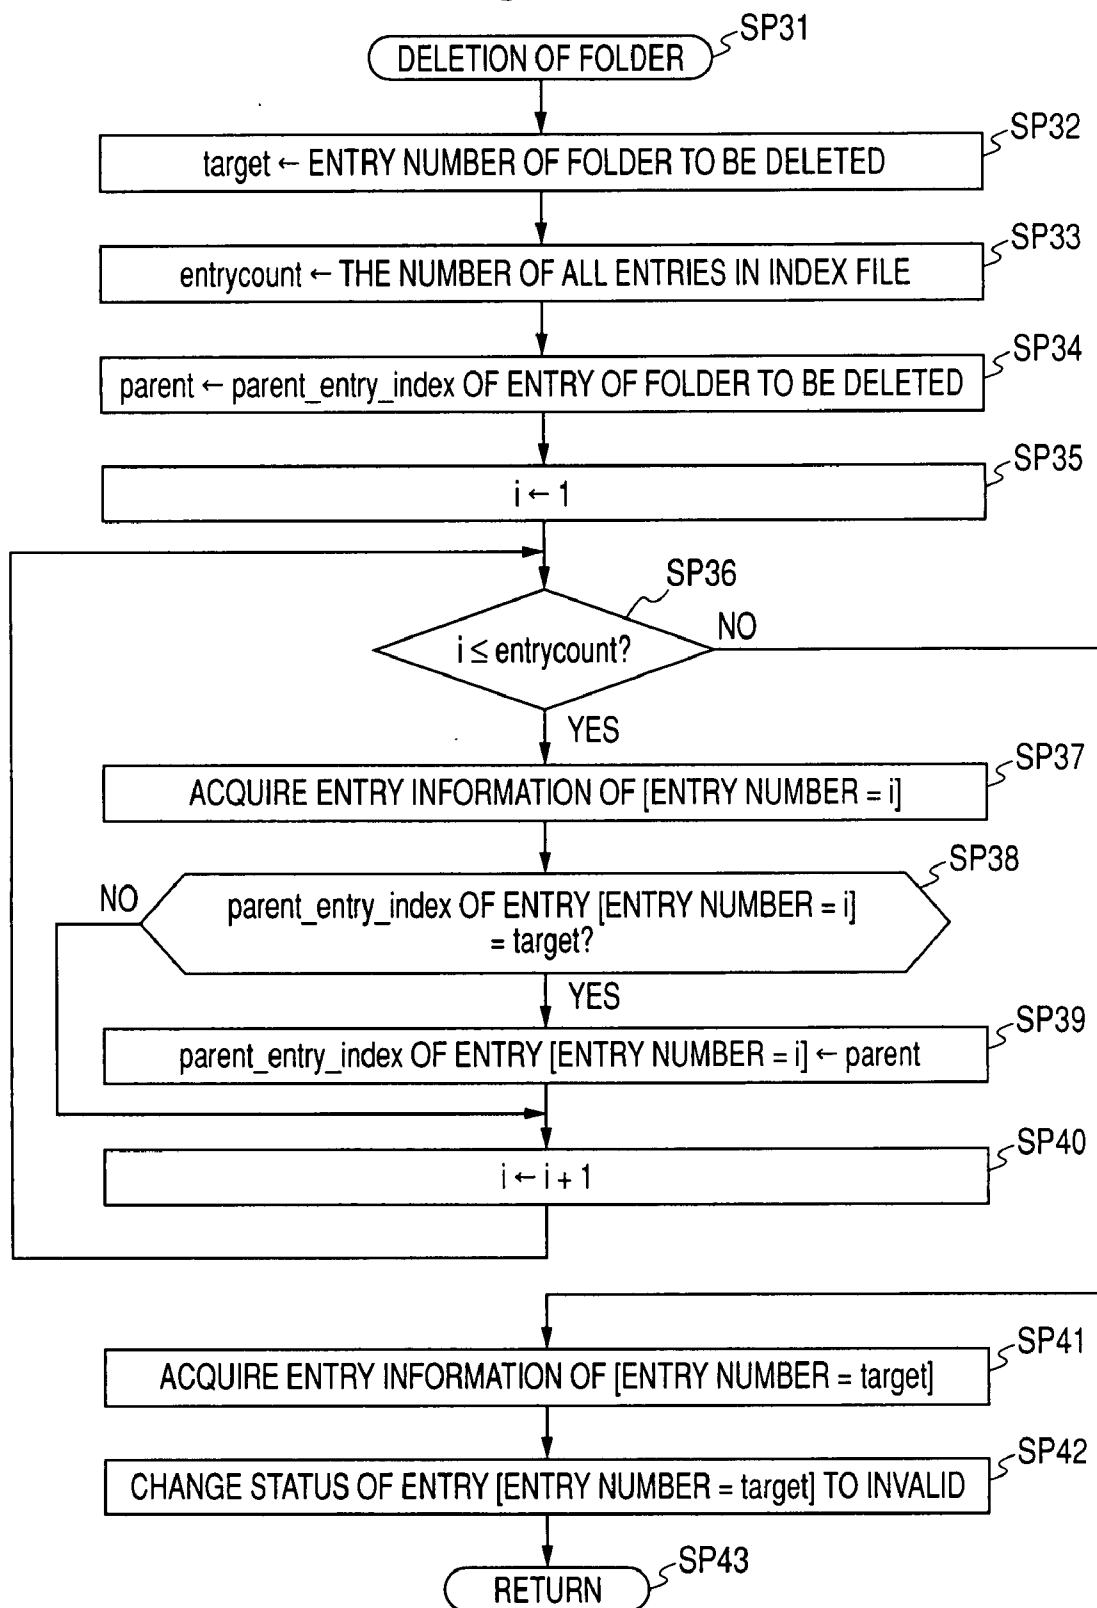 SP31
DELETION OF FOLDER
SP32
target ← ENTRY NUMBER OF FOLDER TO BE DELETED
SP33
entrycount ← THE NUMBER OF ALL ENTRIES IN INDEX FILE
SP34
parent ← parent_entry_index OF ENTRY OF FOLDER TO BE DELETED
SP35
i ← 1
SP36
i ≤ entrycount?
NO
YES
SP37
ACQUIRE ENTRY INFORMATION OF [ENTRY NUMBER = i]
SP38
NO
parent_entry_index OF ENTRY [ENTRY NUMBER = i]
= target?
YES
SP39
parent_entry_index OF ENTRY [ENTRY NUMBER = i] ← parent
SP40
i ← i + 1
SP41
ACQUIRE ENTRY INFORMATION OF [ENTRY NUMBER = target]
SP42
CHANGE STATUS OF ENTRY [ENTRY NUMBER = target] TO INVALID
SP43
RETURN